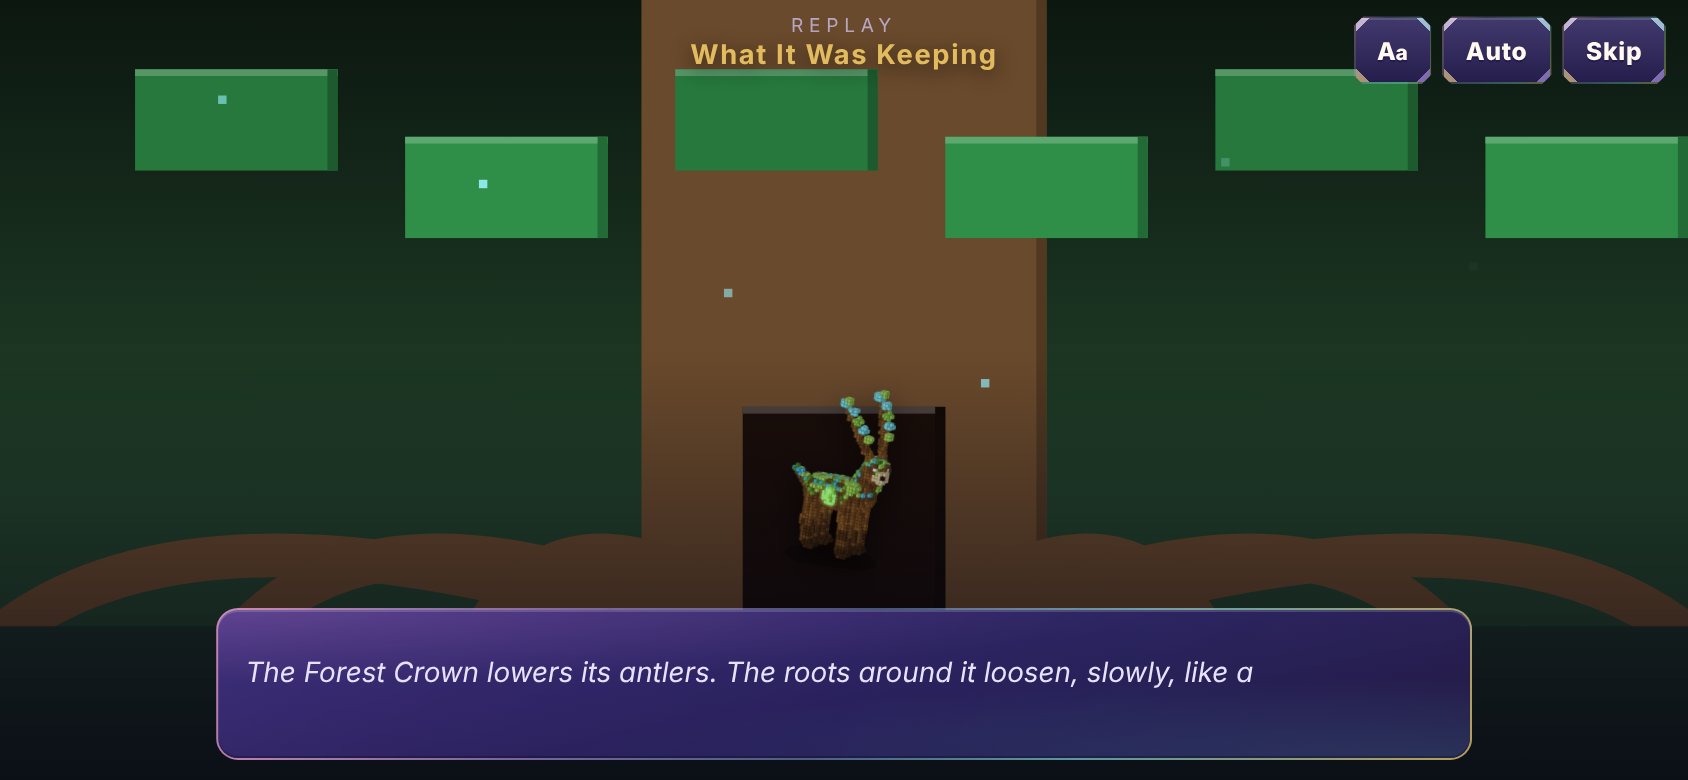 REPLAY
What It Was Keeping
Aa
Auto
Skip
The Forest Crown lowers its antlers. The roots around it loosen, slowly, like a